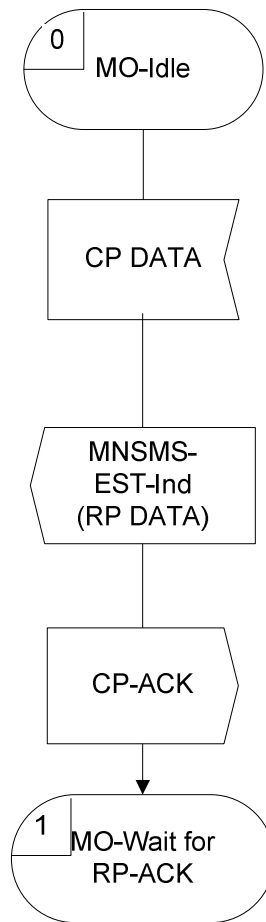 0
MO-Idle
CP DATA
MNSMS-
EST-Ind
(RP DATA)
CP-ACK
1
MO-Wait for
RP-ACK